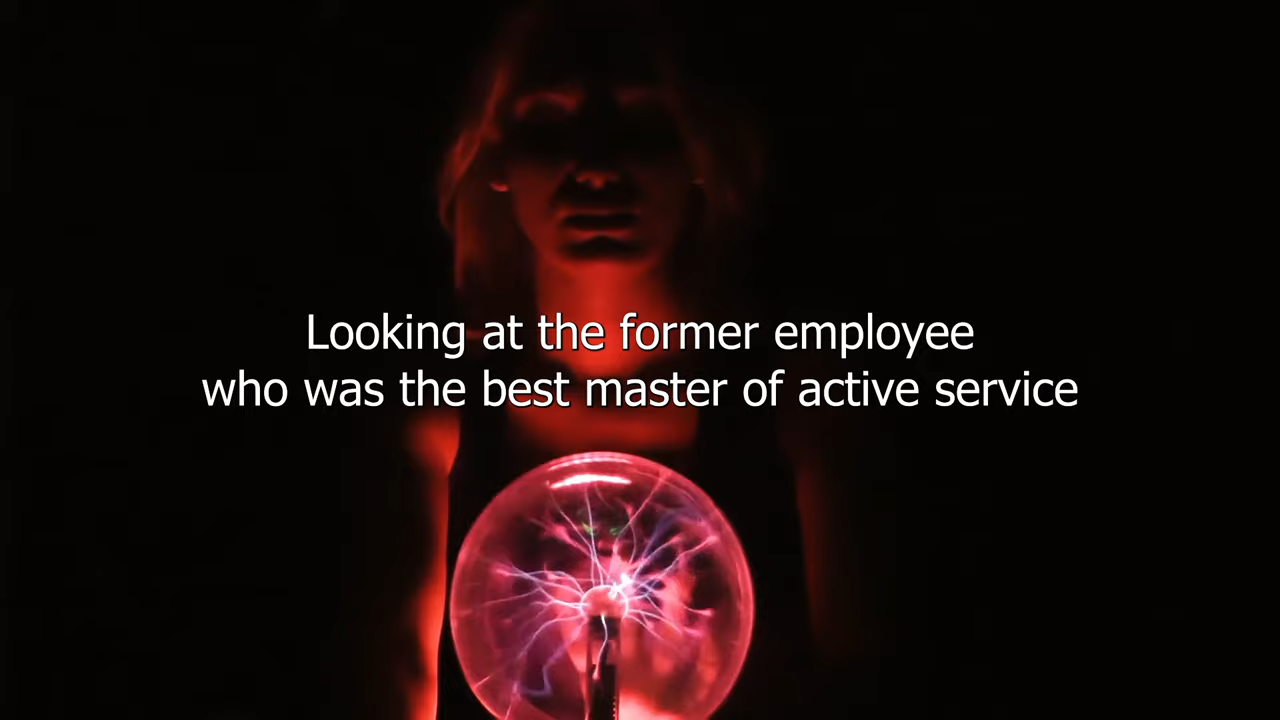 Looking at the former employee
who was the best master of active service